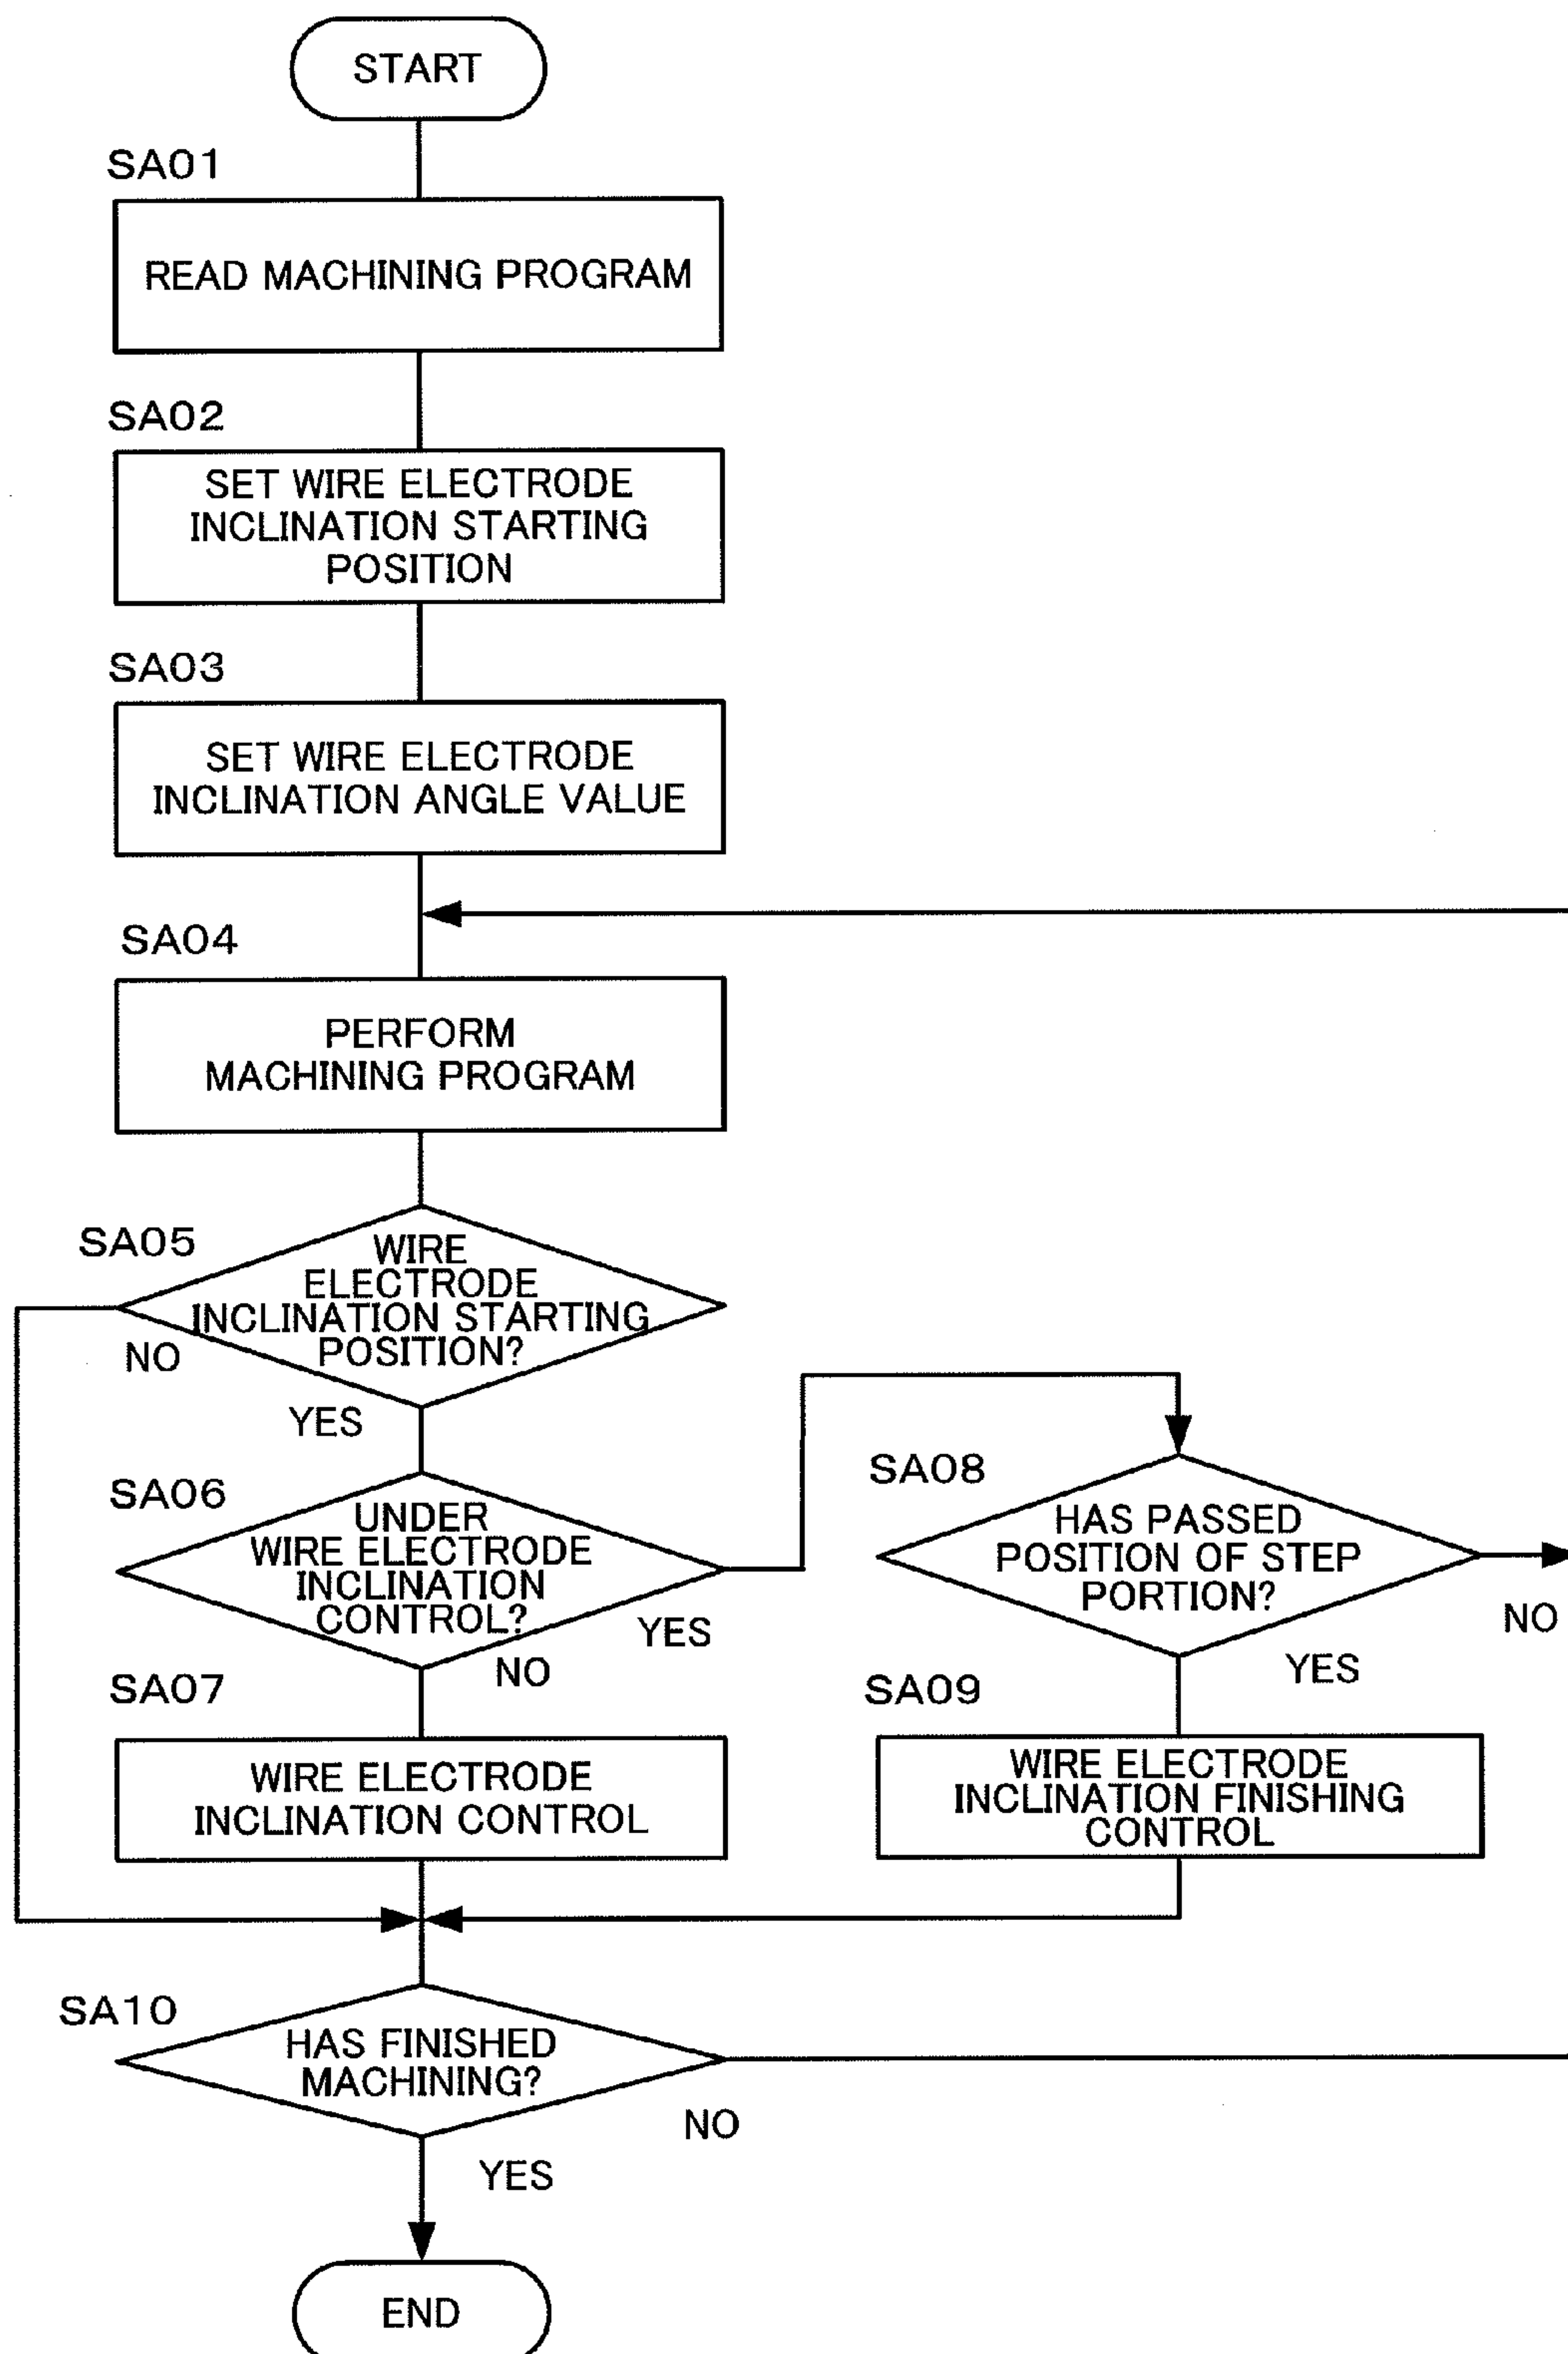 START
SA01
READ MACHINING PROGRAM
SA02
SET WIRE ELECTRODE
INCLINATION STARTING
POSITION
SA03
SET WIRE ELECTRODE
INCLINATION ANGLE VALUE
SA04
PERFORM
MACHINING PROGRAM
SA05
WIRE
ELECTRODE
INCLINATION STARTING
POSITION?
NO
YES
SA06
UNDER
WIRE ELECTRODE
INCLINATION
CONTROL?
YES
NO
SA08
HAS PASSED
POSITION OF STEP
PORTION?
NO
YES
SA07
WIRE ELECTRODE
INCLINATION CONTROL
SA09
WIRE ELECTRODE
INCLINATION FINISHING
CONTROL
SA10
HAS FINISHED
MACHINING?
NO
YES
END